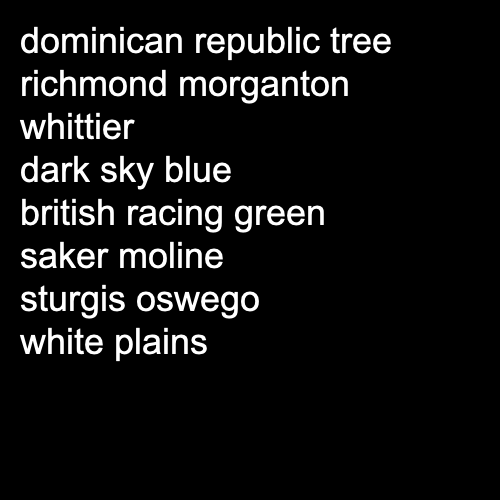 dominican republic tree
richmond morganton
whittier
dark sky blue
british racing green
saker moline
sturgis oswego
white plains